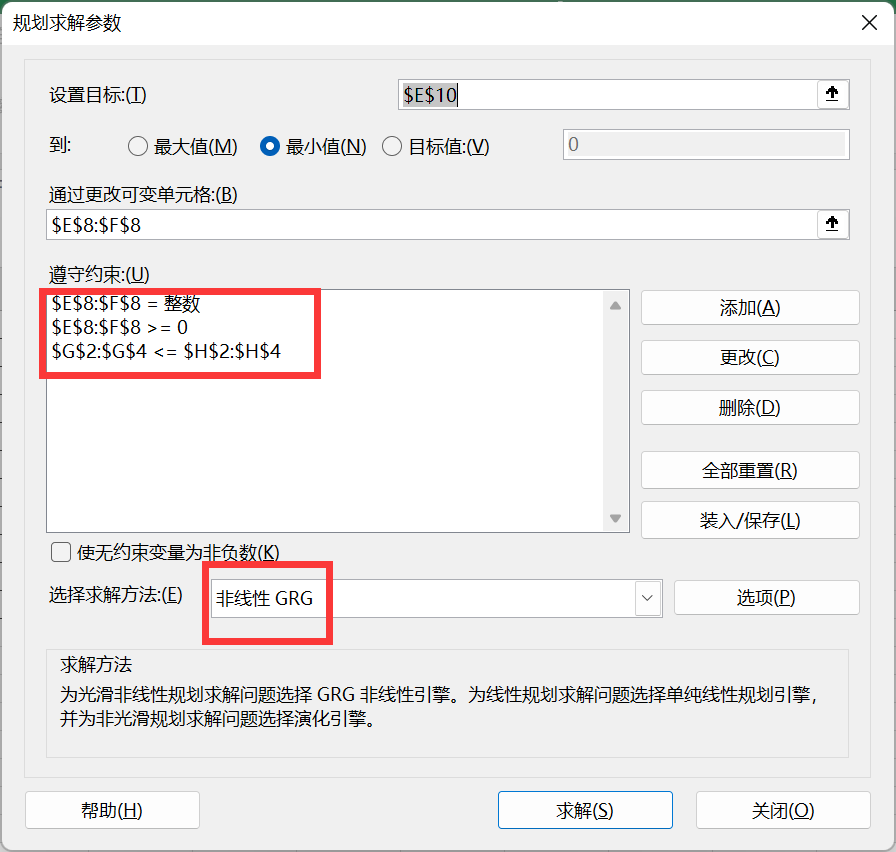 规划求解参数
设置目标:(T)
$E$10
到:
最大值(M)
最小值(N)
目标值:(V)
0
通过更改可变单元格:(B)
$E$8:$F$8
遵守约束:(U)
$E$8:$F$8 = 整数
$E$8:$F$8 >= 0
$G$2:$G$4 <= $H$2:$H$4
添加(A)
更改(C)
删除(D)
全部重置(R)
装入/保存(L)
使无约束变量为非负数(K)
选择求解方法:(E)
非线性 GRG
选项(P)
求解方法
为光滑非线性规划求解问题选择 GRG 非线性引擎。为线性规划求解问题选择单纯线性规划引擎，
并为非光滑规划求解问题选择演化引擎。
帮助(H)
求解(S)
关闭(O)